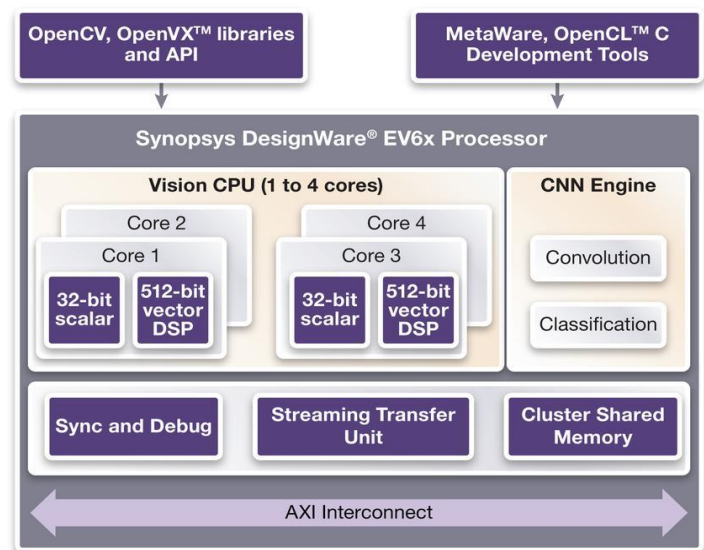 OpenCV, OpenVX™ libraries
and API
MetaWare, OpenCL™ C
Development Tools
Synopsys DesignWare® EV6x Processor
Vision CPU (1 to 4 cores)
CNN Engine
Core 2
Core 4
Core 1
Core 3
32-bit
scalar
512-bit
vector
DSP
32-bit
scalar
512-bit
vector
DSP
Convolution
Classification
Sync and Debug
Streaming Transfer
Unit
Cluster Shared
Memory
AXI Interconnect